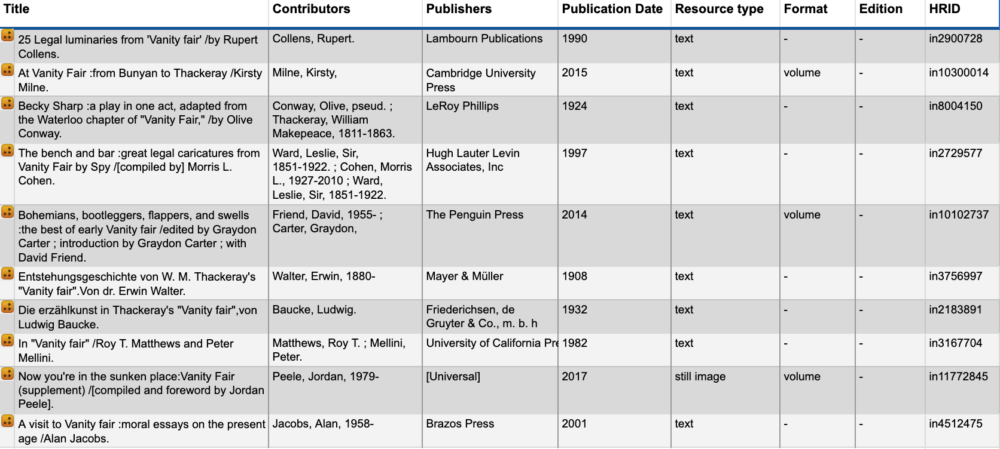 Title Contributors Publishers Publication Date Resource type Format Edition HRID
25 Legal luminaries from 'Vanity fair' /by Rupert Collens. Collens, Rupert. Lambourn Publications 1990 text - - in2900728
At Vanity Fair :from Bunyan to Thackeray /Kirsty Milne. Milne, Kirsty, Cambridge University Press 2015 text volume - in10300014
Becky Sharp :a play in one act, adapted from the Waterloo chapter of "Vanity Fair," /by Olive Conway. Conway, Olive, pseud. ; Thackeray, William Makepeace, 1811-1863. LeRoy Phillips 1924 text - - in8004150
The bench and bar :great legal caricatures from Vanity Fair by Spy /[compiled by] Morris L. Cohen. Ward, Leslie, Sir, 1851-1922. ; Cohen, Morris L., 1927-2010 ; Ward, Leslie, Sir, 1851-1922. Hugh Lauter Levin Associates, Inc 1997 text - - in2729577
Bohemians, bootleggers, flappers, and swells :the best of early Vanity fair /edited by Graydon Carter ; introduction by Graydon Carter ; with David Friend. Friend, David, 1955- ; Carter, Graydon, The Penguin Press 2014 text volume - in10102737
Entstehungsgeschichte von W. M. Thackeray's "Vanity fair".Von dr. Erwin Walter. Walter, Erwin, 1880- Mayer & Müller 1908 text - - in3756997
Die erzählkunst in Thackeray's "Vanity fair",von Ludwig Baucke. Baucke, Ludwig. Friederichsen, de Gruyter & Co., m. b. h 1932 text - - in2183891
In "Vanity fair" /Roy T. Matthews and Peter Mellini. Matthews, Roy T. ; Mellini, Peter. University of California Pre 1982 text - - in3167704
Now you're in the sunken place:Vanity Fair (supplement) /[compiled and foreword by Jordan Peele]. Peele, Jordan, 1979- [Universal] 2017 still image volume - in11772845
A visit to Vanity fair :moral essays on the present age /Alan Jacobs. Jacobs, Alan, 1958- Brazos Press 2001 text - - in4512475